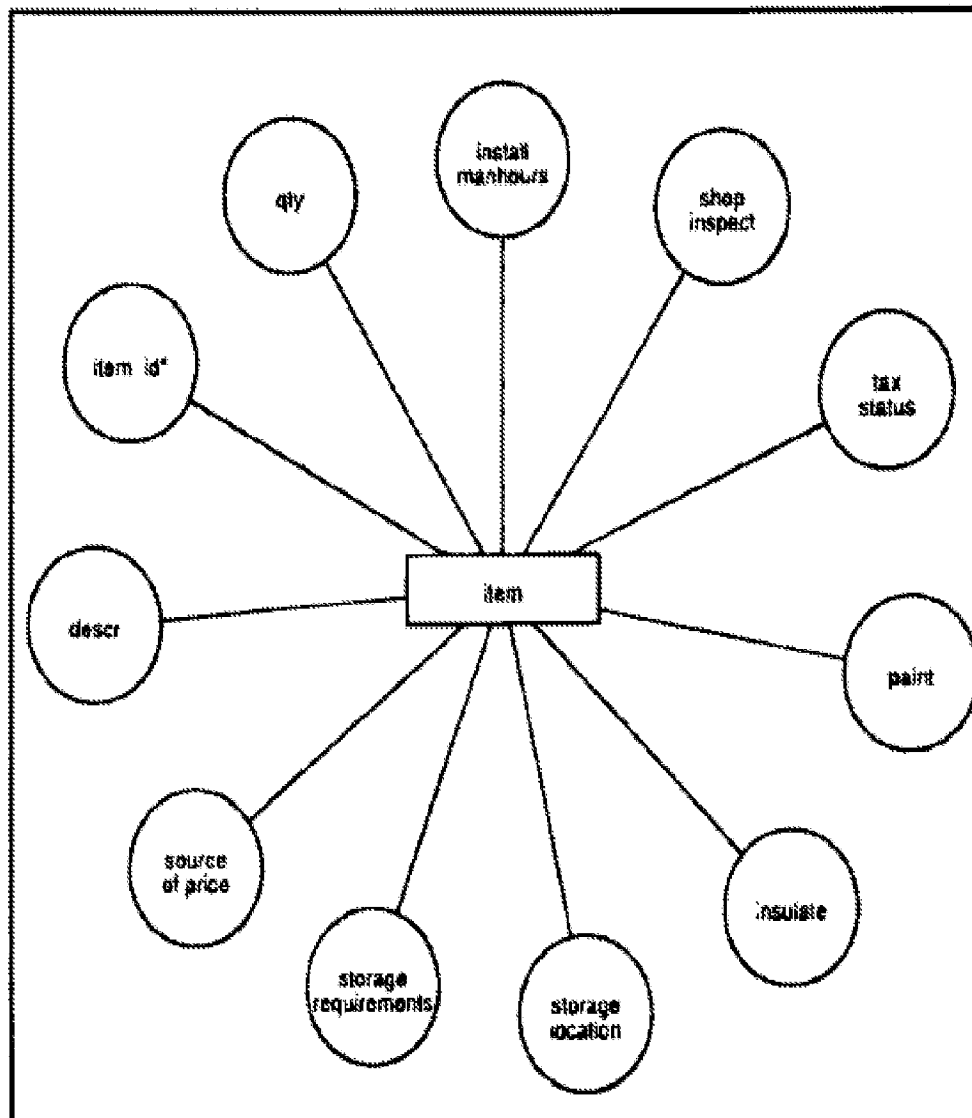 install
manhours
qty
shop
inspect
item id*
tax
status
item
descr
paint
source
of price
insulate
storage
requirements
storage
location